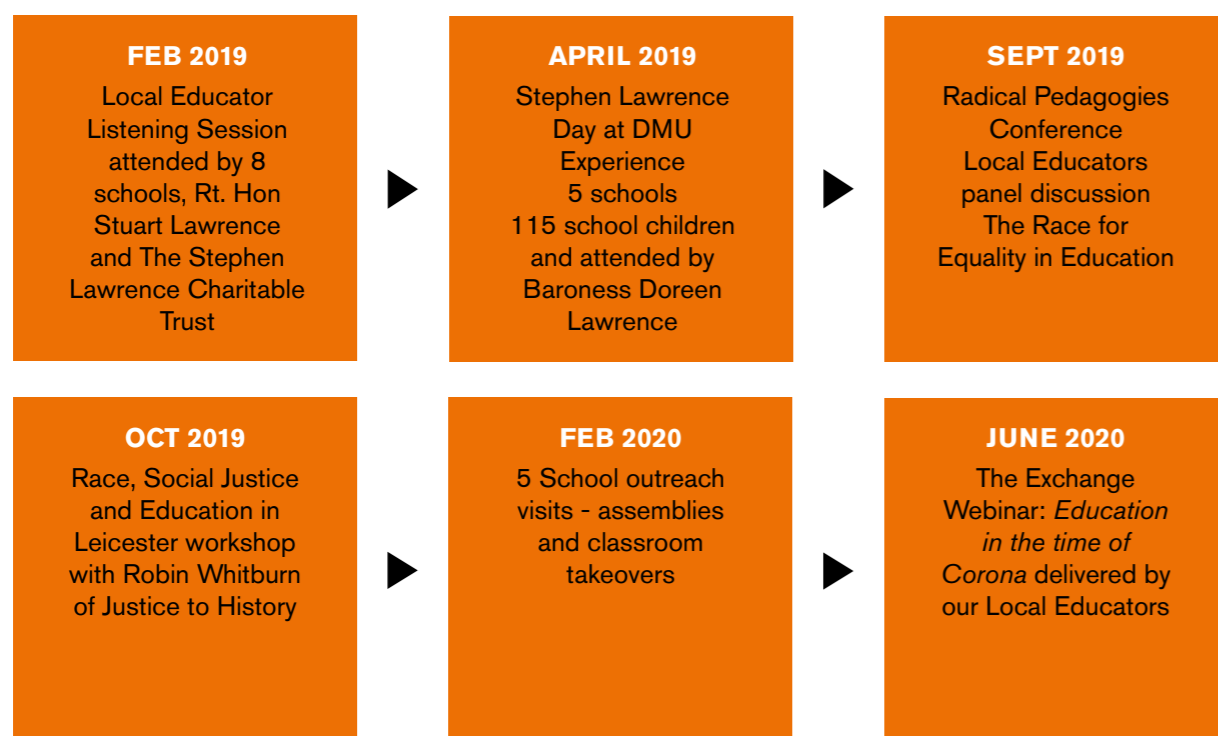 FEB 2019
Local Educator
Listening Session
attended by 8
schools, Rt. Hon
Stuart Lawrence
and The Stephen
Lawrence Charitable
Trust
APRIL 2019
Stephen Lawrence
Day at DMU
Experience
5 schools
115 school children
and attended by
Baroness Doreen
Lawrence
SEPT 2019
Radical Pedagogies
Conference
Local Educators
panel discussion
The Race for
Equality in Education
OCT 2019
Race, Social Justice
and Education in
Leicester workshop
with Robin Whitburn
of Justice to History
FEB 2020
5 School outreach
visits - assemblies
and classroom
takeovers
JUNE 2020
The Exchange
Webinar: Education
in the time of
Corona delivered by
our Local Educators